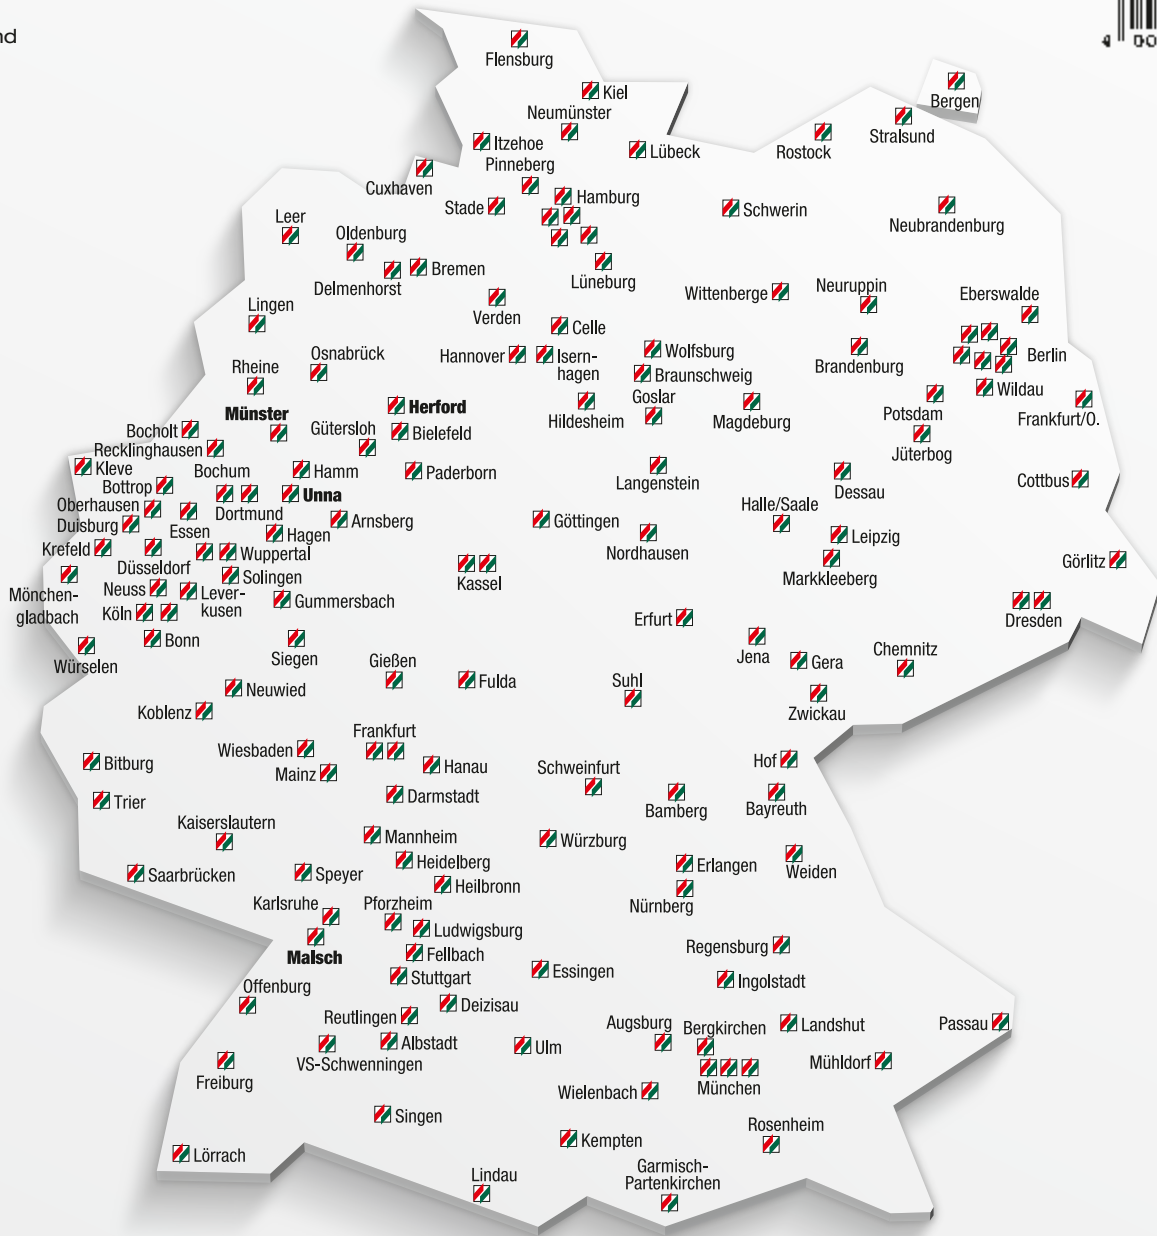 nd
4 00
Flensburg
Kiel
Neumünster
Bergen
Stralsund
Rostock
Itzehoe
Lübeck
Pinneberg
Cuxhaven
Hamburg
Stade
Schwerin
Neubrandenburg
Leer
Oldenburg
Bremen
Delmenhorst
Lüneburg
Wittenberge
Neuruppin
Eberswalde
Lingen
Verden
Celle
Osnabrück
Hannover
Isern-
hagen
Wolfsburg
Brandenburg
Berlin
Rheine
Braunschweig
Wildau
Herford
Hildesheim
Goslar
Magdeburg
Potsdam
Frankfurt/O.
Münster
Bocholt
Gütersloh
Bielefeld
Jüterbog
Recklinghausen
Kleve
Bochum
Hamm
Paderborn
Langenstein
Dessau
Cottbus
Bottrop
Oberhausen
Unna
Dortmund
Halle/Saale
Duisburg
Essen
Arnsberg
Göttingen
Hagen
Nordhausen
Leipzig
Krefeld
Wuppertal
Düsseldorf
Kassel
Markkleeberg
Görlitz
Solingen
Mönchen-
gladbach
Neuss
Lever-
kusen
Gummersbach
Köln
Erfurt
Dresden
Bonn
Siegen
Jena
Gera
Chemnitz
Würselen
Gießen
Fulda
Suhl
Neuwied
Koblenz
Zwickau
Frankfurt
Wiesbaden
Bitburg
Hanau
Mainz
Schweinfurt
Hof
Trier
Darmstadt
Bamberg
Bayreuth
Kaiserslautern
Mannheim
Würzburg
Heidelberg
Erlangen
Weiden
Saarbrücken
Speyer
Heilbronn
Nürnberg
Karlsruhe
Pforzheim
Ludwigsburg
Malsch
Fellbach
Regensburg
Stuttgart
Essingen
Ingolstadt
Offenburg
Deizisau
Reutlingen
Augsburg
Bergkirchen
Landshut
Passau
Albstadt
Ulm
VS-Schwenningen
Freiburg
München
Mühldorf
Wielenbach
Singen
Rosenheim
Kempten
Lörrach
Lindau
Garmisch-
Partenkirchen